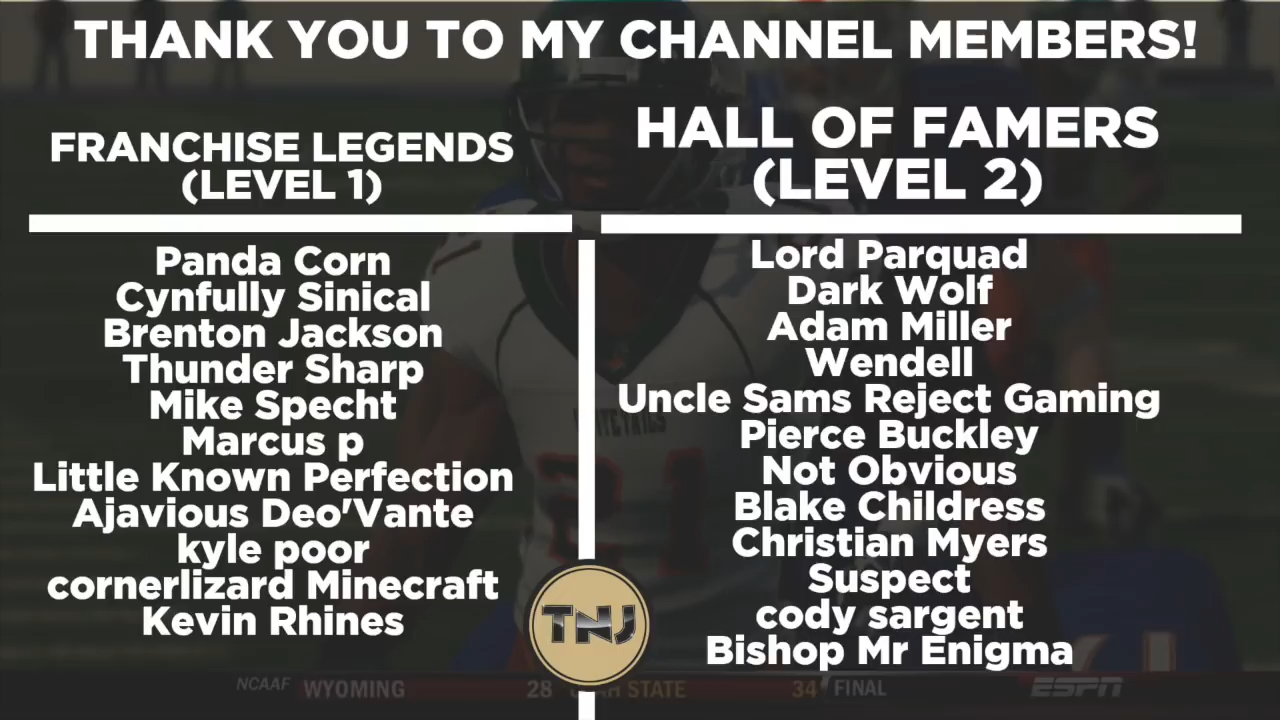 THANK YOU TO MY CHANNEL MEMBERS!
FRANCHISE LEGENDS
(LEVEL 1)
Panda Corn
Cynfully Sinical
Brenton Jackson
Thunder Sharp
Mike Specht
Marcus p
Little Known Perfection
Ajavious Deo'Vante
kyle poor
cornerlizard Minecraft
Kevin Rhines
HALL OF FAMERS
(LEVEL 2)
Lord Parquad
Dark Wolf
Adam Miller
Wendell
Uncle Sams Reject Gaming
Pierce Buckley
Not Obvious
Blake Childress
Christian Myers
Suspect
cody sargent
Bishop Mr Enigma
TNJ
21
NCAAF WYOMING 28 STATE 34 FINAL ESPN